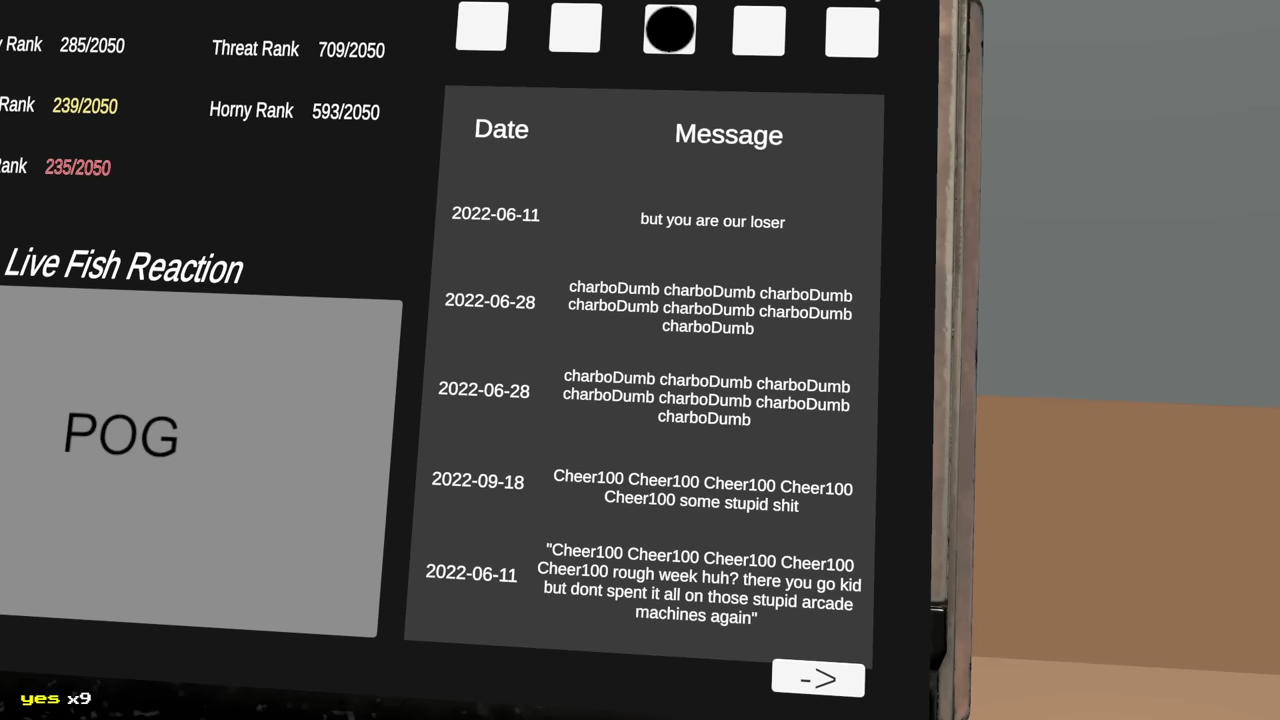 Rank 285/2050
Threat Rank 709/2050
Rank 239/2050
Horny Rank 593/2050
235/2050
Live Fish Reaction
POG
Date Message
2022-06-11 but you are our loser
2022-06-28 charboDumb charboDumb charboDumb
charboDumb charboDumb charboDumb
charboDumb
2022-06-28 charboDumb charboDumb charboDumb
charboDumb charboDumb charboDumb
charboDumb
2022-09-18 Cheer100 Cheer100 Cheer100 Cheer100
Cheer100 some stupid shit
2022-06-11 "Cheer100 Cheer100 Cheer100 Cheer100
Cheer100 rough week huh? there you go kid
but dont spent it all on those stupid arcade
machines again"
->
yes x9